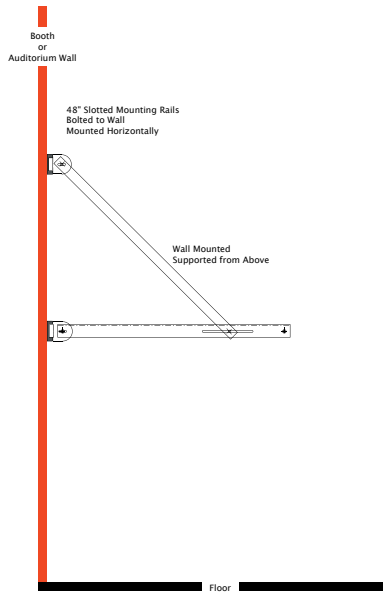 Booth
or
Auditorium Wall
48" Slotted Mounting Rails
Bolted to Wall
Mounted Horizontally
Wall Mounted
Supported from Above
Floor